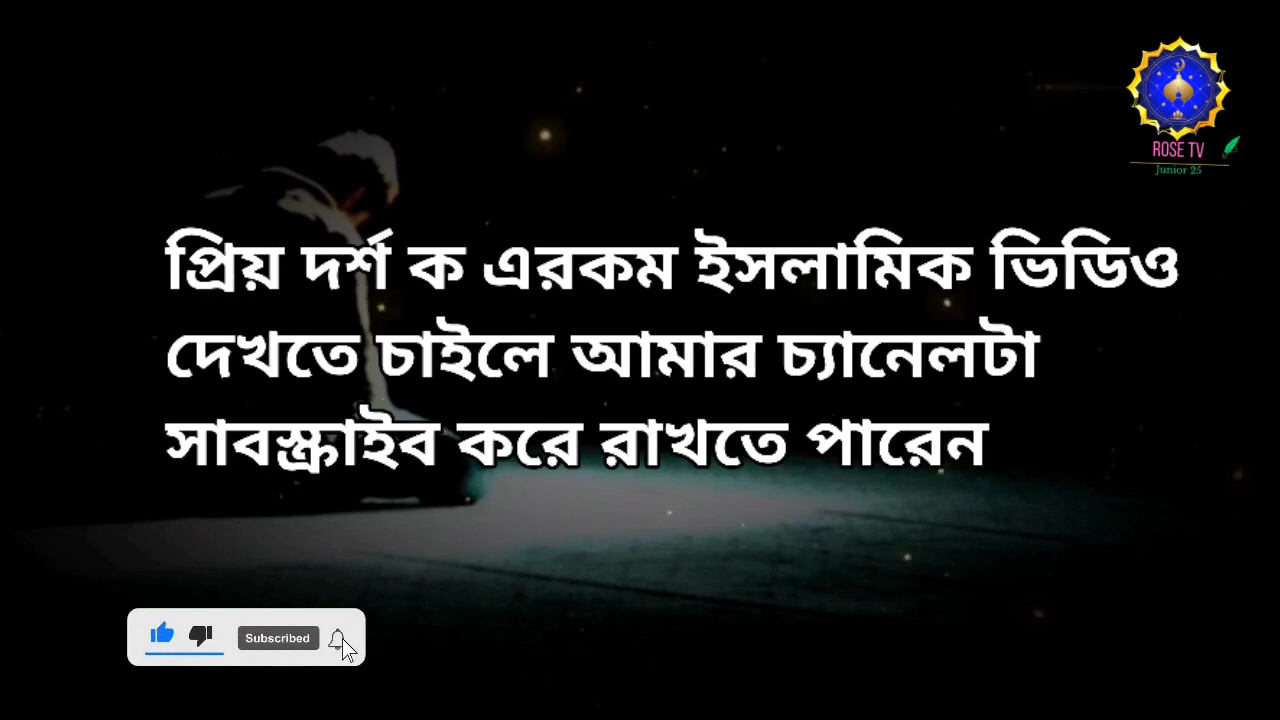 ROSE TV
Junior 25
প্রিয় দর্শ ক এরকম ইসলামিক ভিডিও
দেখতে চাইলে আমার চ্যানেলটা
সাবস্ক্রাইব করে রাখতে পারেন
Subscribed